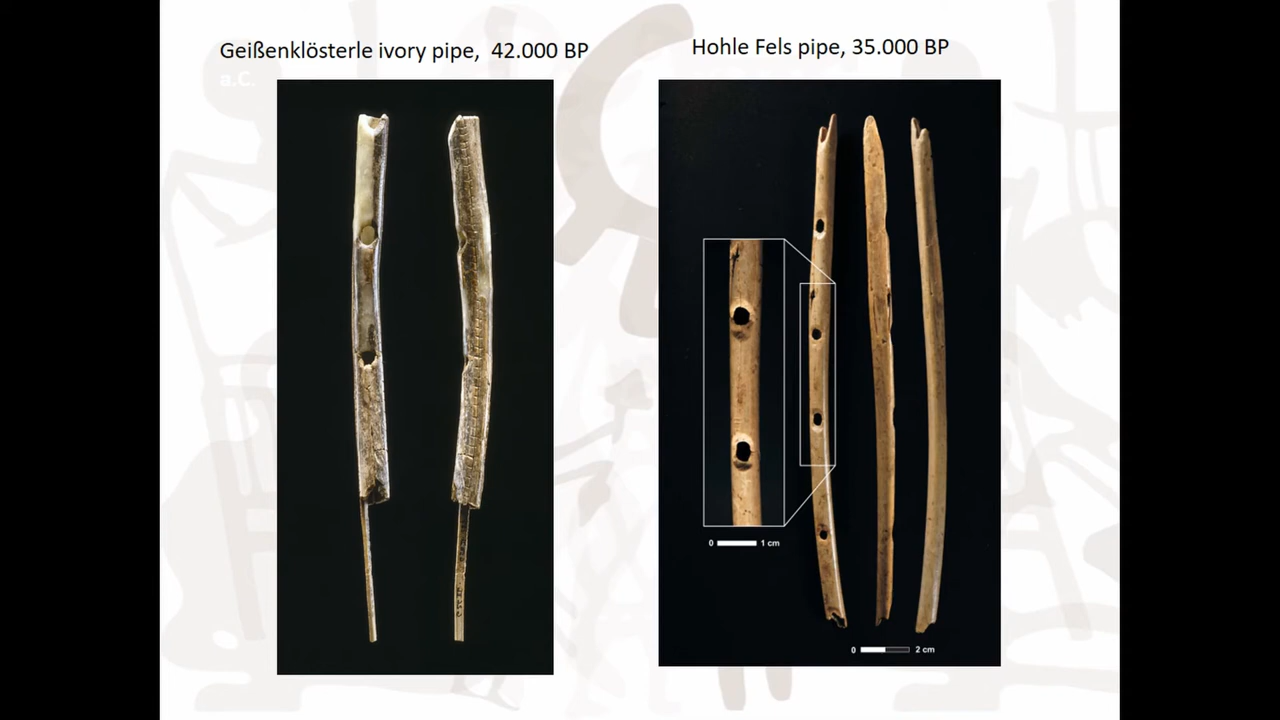 Geißenklösterle ivory pipe, 42.000 BP
a.C.
Hohle Fels pipe, 35.000 BP
0 1 cm
0 2 cm